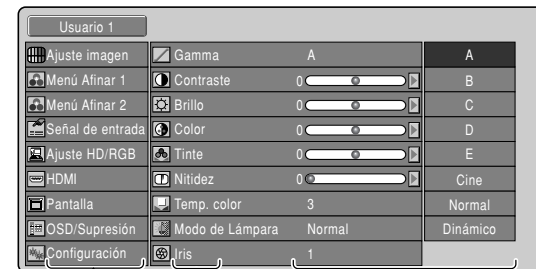 Usuario 1
Ajuste imagen Gamma A A
Menú Afinar 1 Contraste 0 B
Menú Afinar 2 Brillo 0 C
Señal de entrada Color 0 D
Ajuste HD/RGB Tinte 0 E
HDMI Nitidez 0 Cine
Pantalla Temp. color 3 Normal
OSD/Supresión Modo de Lámpara Normal Dinámico
Configuración Iris 1